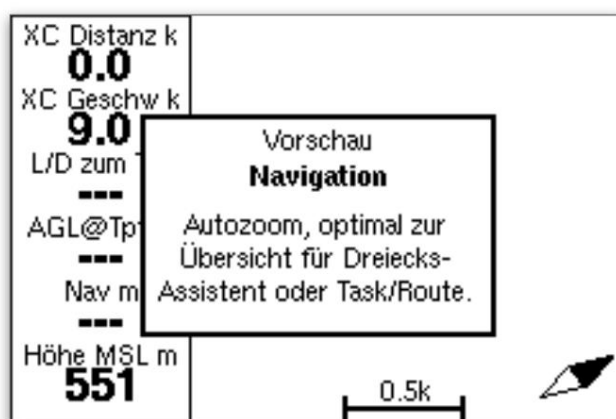 XC Distanz k
0.0
XC Geschw k
9.0
L/D zum
---
AGL@Tp
---
Nav m
---
Höhe MSL m
551
Vorschau
Navigation
Autozoom, optimal zur
Übersicht für Dreiecks-
Assistent oder Task/Route.
0.5k